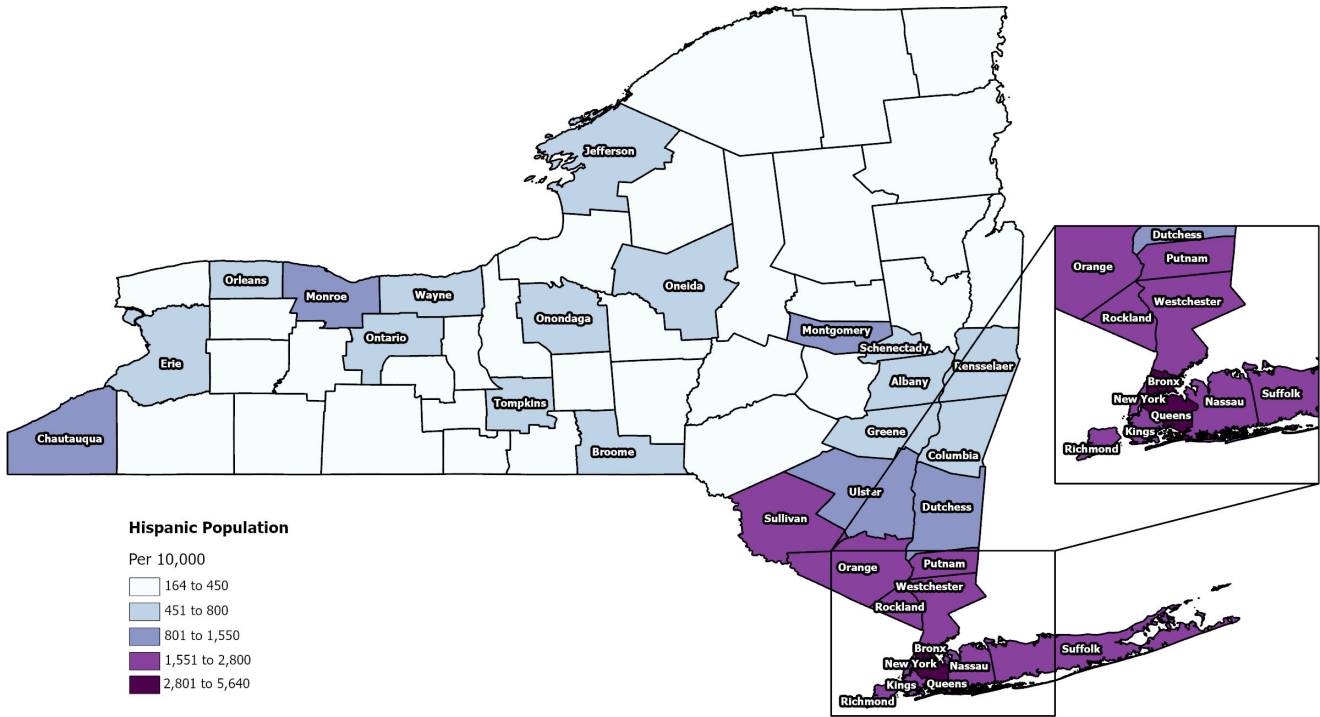 Jefferson
Orleans
Monroe
Wayne
Oneida
Onondaga
Ontario
Erie
Montgomery
Schenectady
Rensselaer
Albany
Tompkins
Greene
Chautauqua
Broome
Columbia
Ulster
Dutchess
Sullivan
Orange
Putnam
Westchester
Rockland
Bronx
New York
Nassau
Suffolk
Kings
Queens
Richmond
Dutchess
Putnam
Orange
Westchester
Rockland
Bronx
New York
Nassau
Suffolk
Queens
Kings
Richmond
Hispanic Population
Per 10,000
164 to 450
451 to 800
801 to 1,550
1,551 to 2,800
2,801 to 5,640